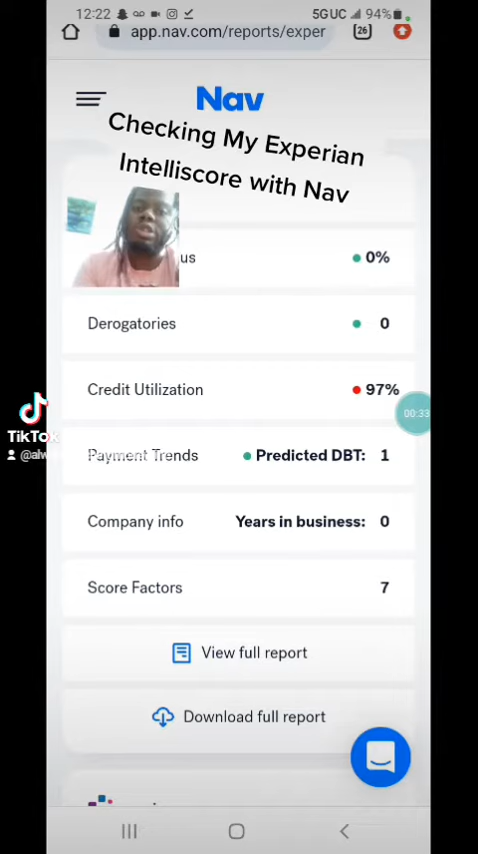 12:22
5G UC
94%
app.nav.com/reports/exper
26
Nav
Checking My Experian
Intelliscore with Nav
us
0%
Derogatories
0
Credit Utilization
97%
00:33
TikTok
@alw
Payment Trends
Predicted DBT: 1
Company info
Years in business: 0
Score Factors
7
View full report
Download full report